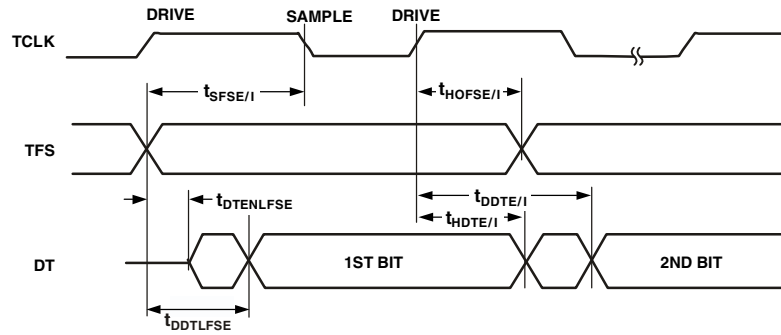 DRIVE SAMPLE DRIVE
TCLK
tSFSE/I tHOFSE/I
TFS
tDDTE/I
tDTENLFSE tHDTE/I
DT 1ST BIT 2ND BIT
tDDTLFSE